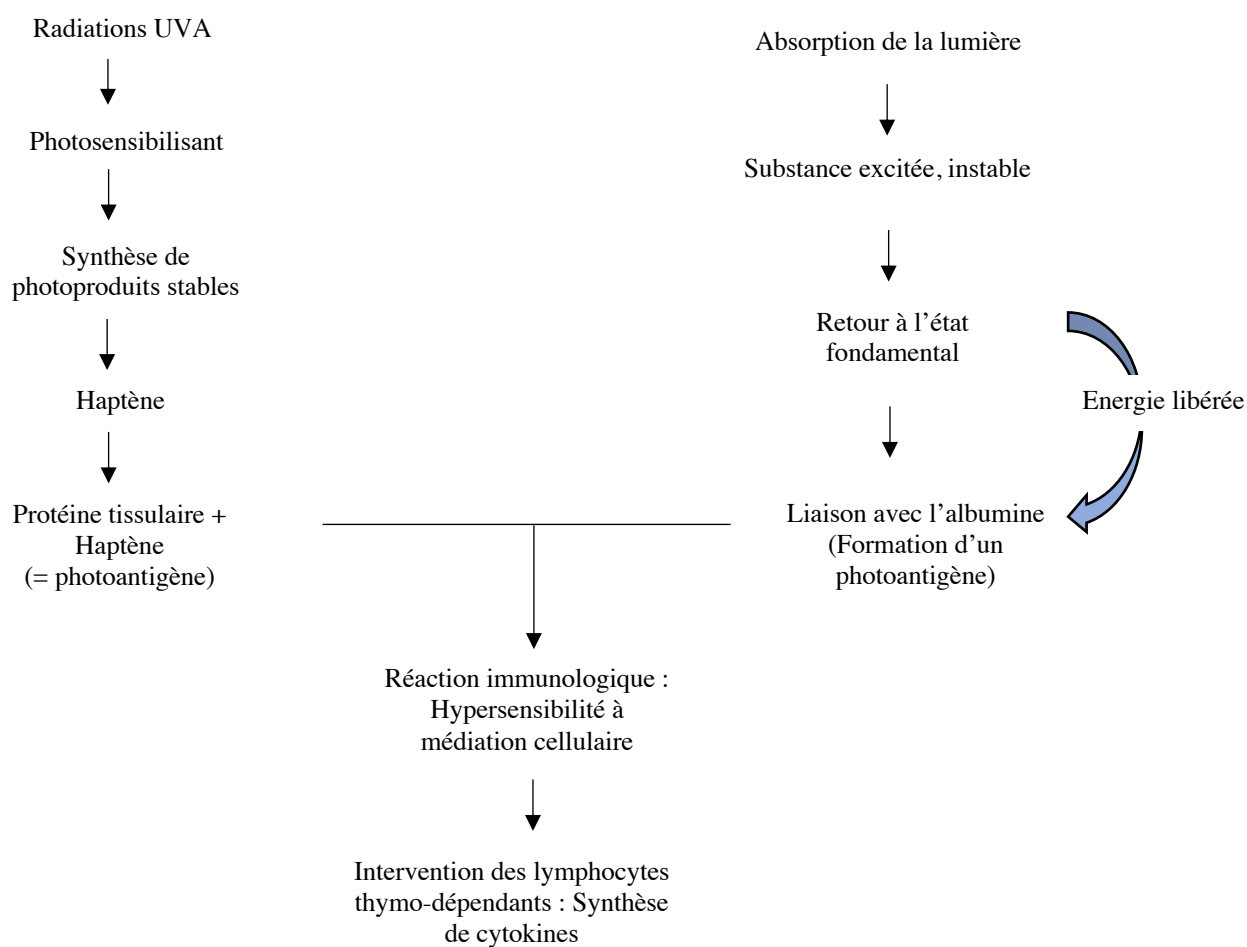 Radiations UVA
Photosensibilisant
Synthèse de
photoproduits stables
Haptène
Protéine tissulaire +
Haptène
(= photoantigène)
Absorption de la lumière
Substance excitée, instable
Retour à l’état
fondamental
Energie libérée
Liaison avec l’albumine
(Formation d’un
photoantigène)
Réaction immunologique :
Hypersensibilité à
médiation cellulaire
Intervention des lymphocytes
thymo-dépendants : Synthèse
de cytokines